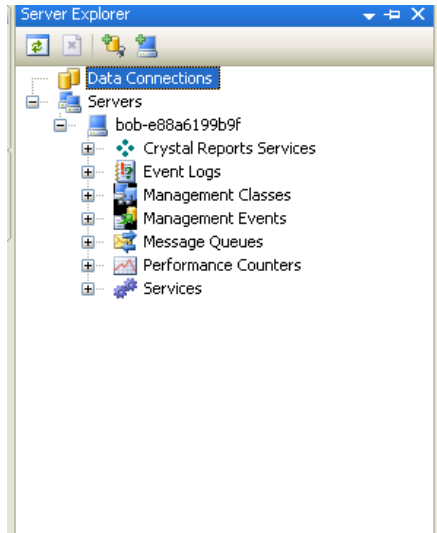 Server Explorer
Data Connections
Servers
bob-e88a6199b9f
Crystal Reports Services
Event Logs
Management Classes
Management Events
Message Queues
Performance Counters
Services